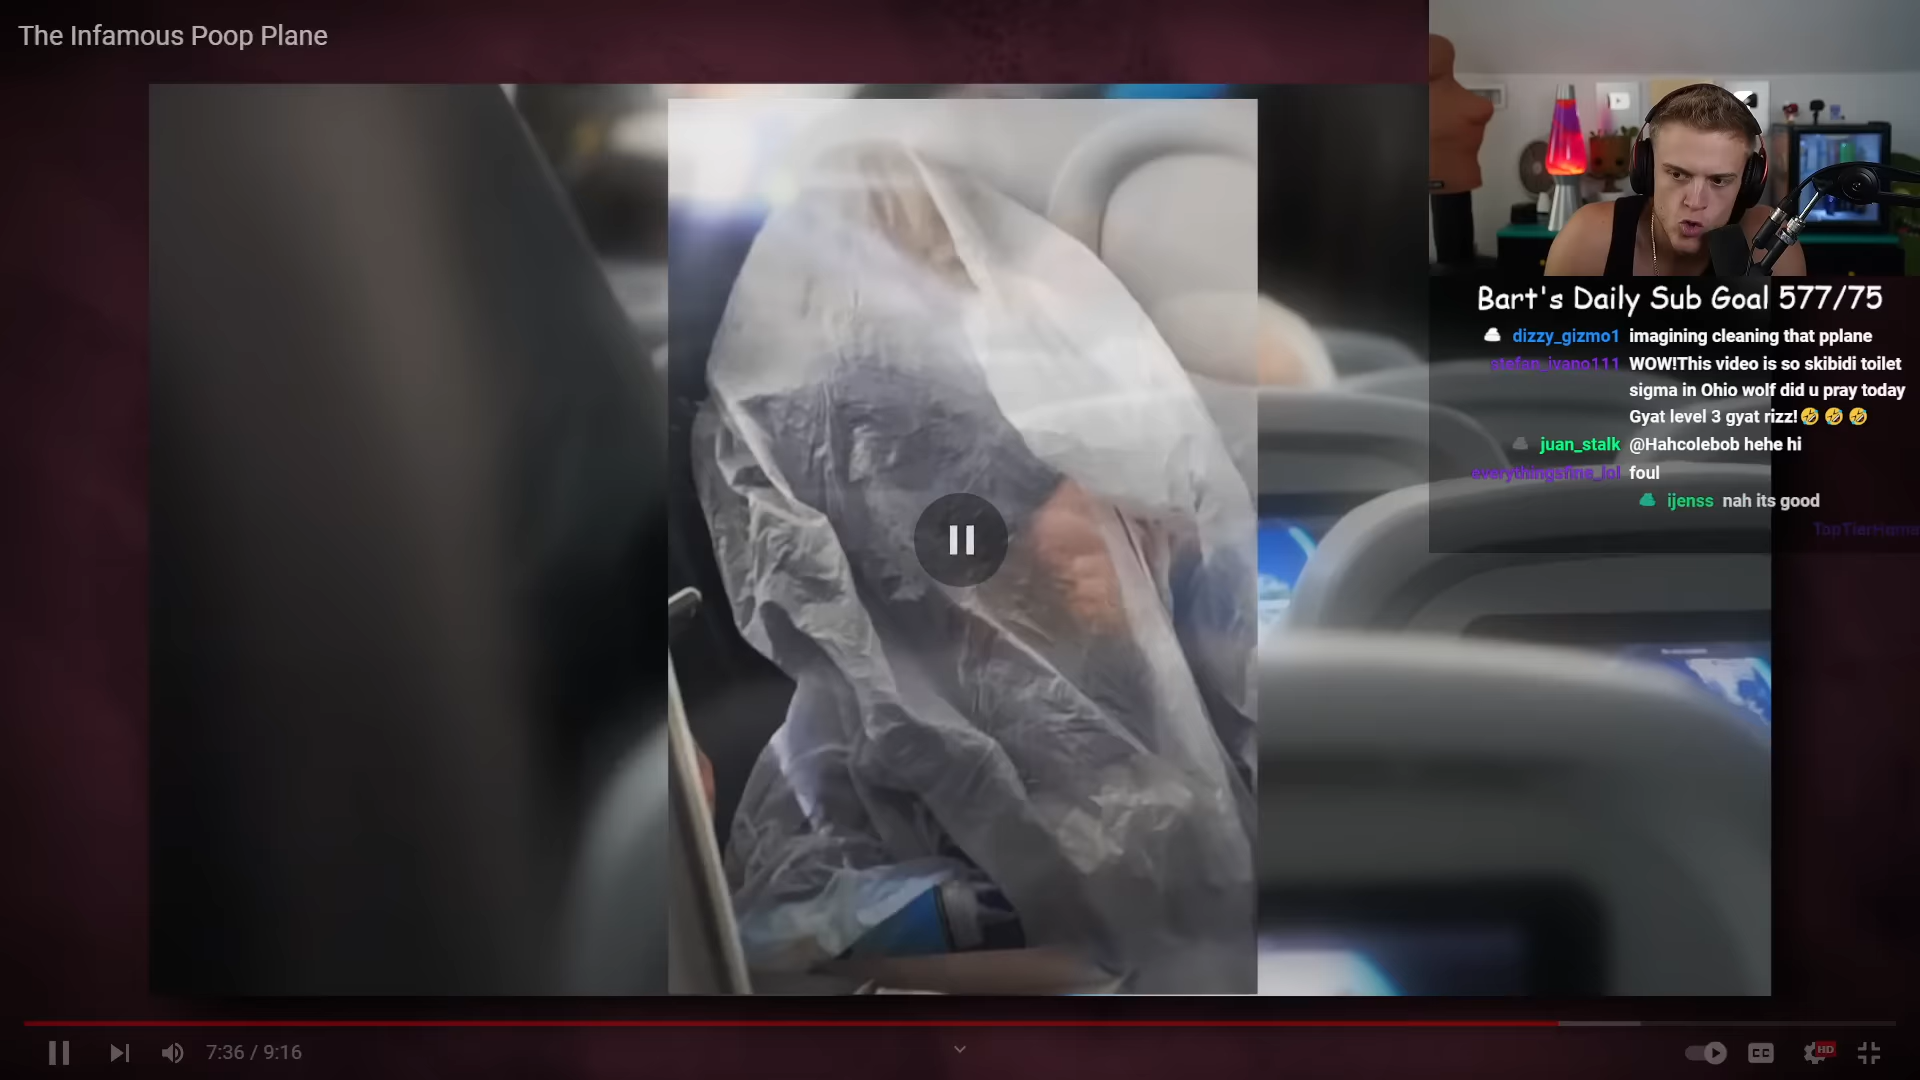 The Infamous Poop Plane
Bart's Daily Sub Goal 577/75
dizzy_gizmo1 imagining cleaning that pplane
stefan_ivano111 WOW!This video is so skibidi toilet
sigma in Ohio wolf did u pray today
Gyat level 3 gyat rizz!🤣 🤣 🤣
juan_stalk @Hahcolebob hehe hi
everythingsfine_lol foul
ijenss nah its good
7:36 / 9:16
CC
HD